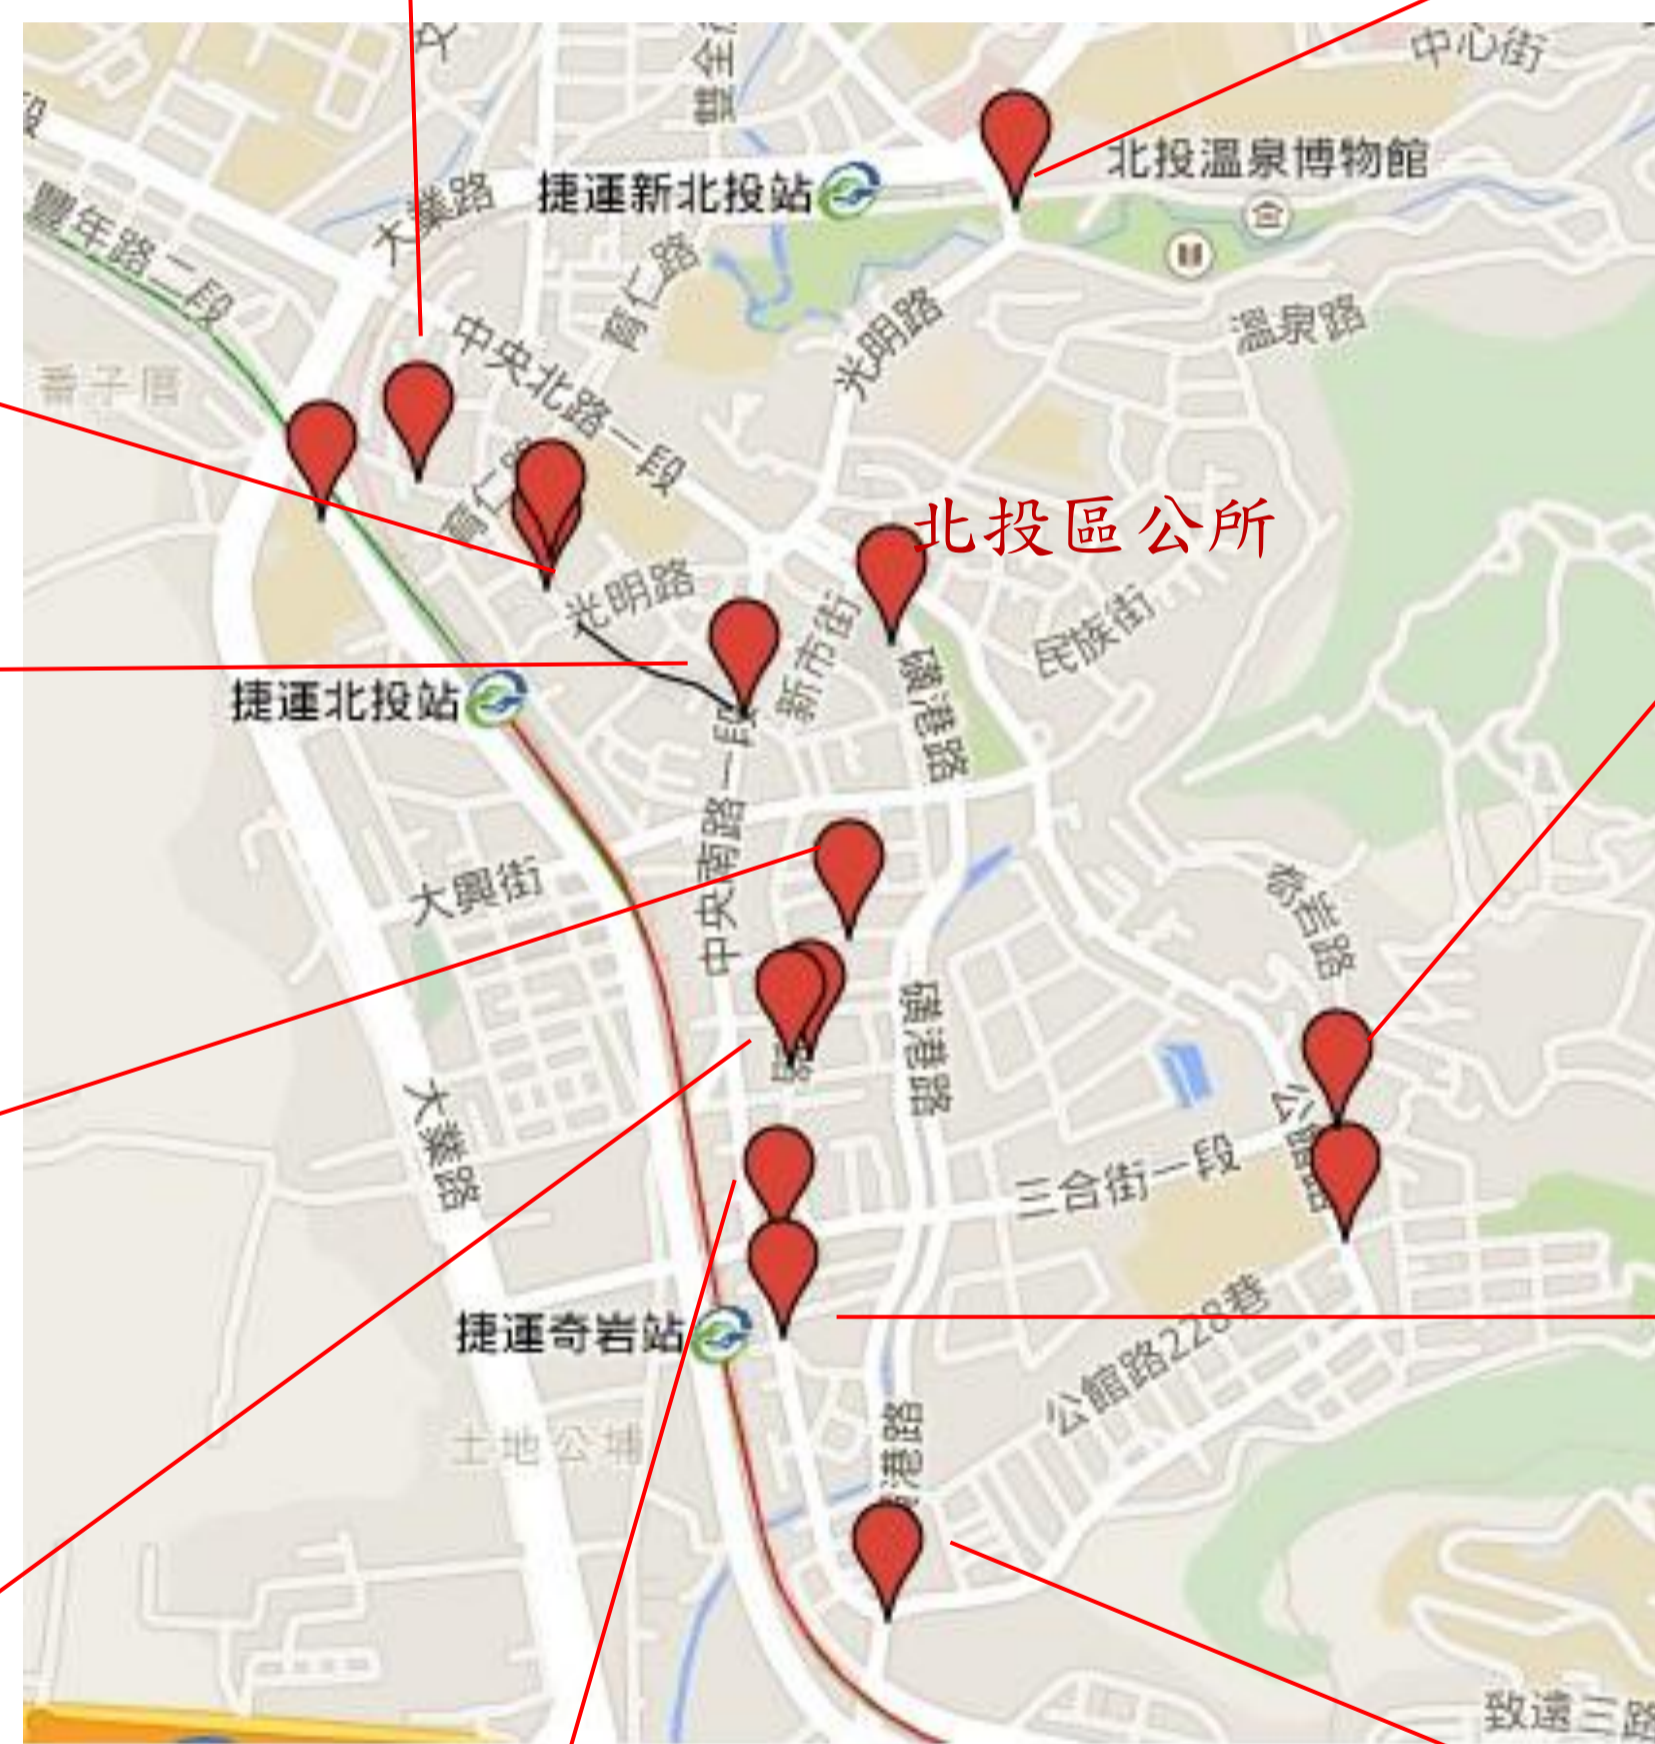 中心街
雙全
段
北投溫泉博物館
捷運新北投站
大業路
豐年路二段
育仁路
光明路
溫泉路
中央北路一段
番子厝
育仁路
北投區公所
光明路
新市街
民族街
捷運北投站
磺港路
中央南路一段
大興街
磺港路
公館路
大業路
三合街一段
捷運奇岩站
公館路228巷
土地公埔
港路
致遠三路